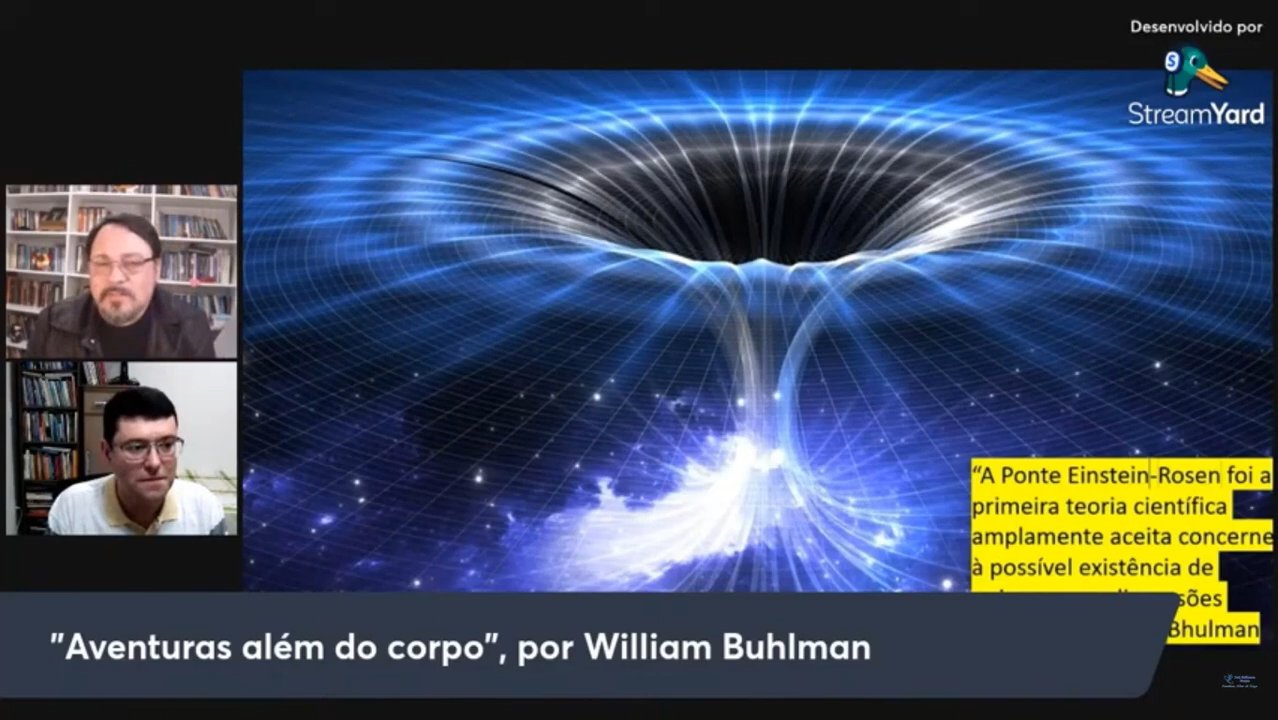 Desenvolvido por
S
StreamYard
“A Ponte Einstein-Rosen foi a
primeira teoria científica
amplamente aceita concerne
à possível existência de
sões
Bhulman
"Aventuras além do corpo", por William Buhlman